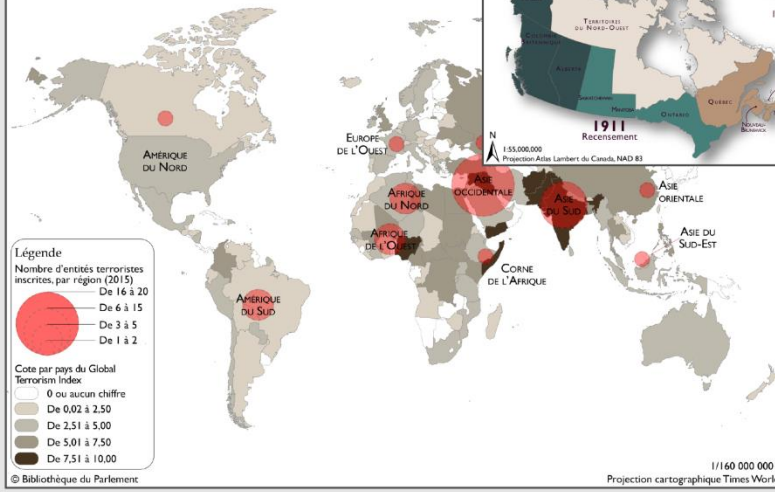 TERRITOIRES
DU NORD-OUEST
COLOMBIE
BRITANNIQUE
ALBERTA
SASKATCHEWAN
MANITOBA
ONTARIO
QUÉBEC
NOUVEAU-
BRUNSWICK
1911
Recensement
N
1:55,000,000
Projection Atlas Lambert du Canada, NAD 83
AMÉRIQUE
DU NORD
EUROPE
DE L'OUEST
ASIE
OCCIDENTALE
AFRIQUE
DU NORD
ASIE
DU SUD
ASIE
ORIENTALE
AFRIQUE
DE L'OUEST
ASIE DU
SUD-EST
CORNE
DE L'AFRIQUE
AMÉRIQUE
DU SUD
Légende
Nombre d'entités terroristes
inscrites, par région (2015)
De 16 à 20
De 6 à 15
De 3 à 5
De 1 à 2
Cote par pays du Global
Terrorism Index
0 ou aucun chiffre
De 0,02 à 2,50
De 2,51 à 5,00
De 5,01 à 7,50
De 7,51 à 10,00
© Bibliothèque du Parlement
1/160 000 000
Projection cartographique Times Worl